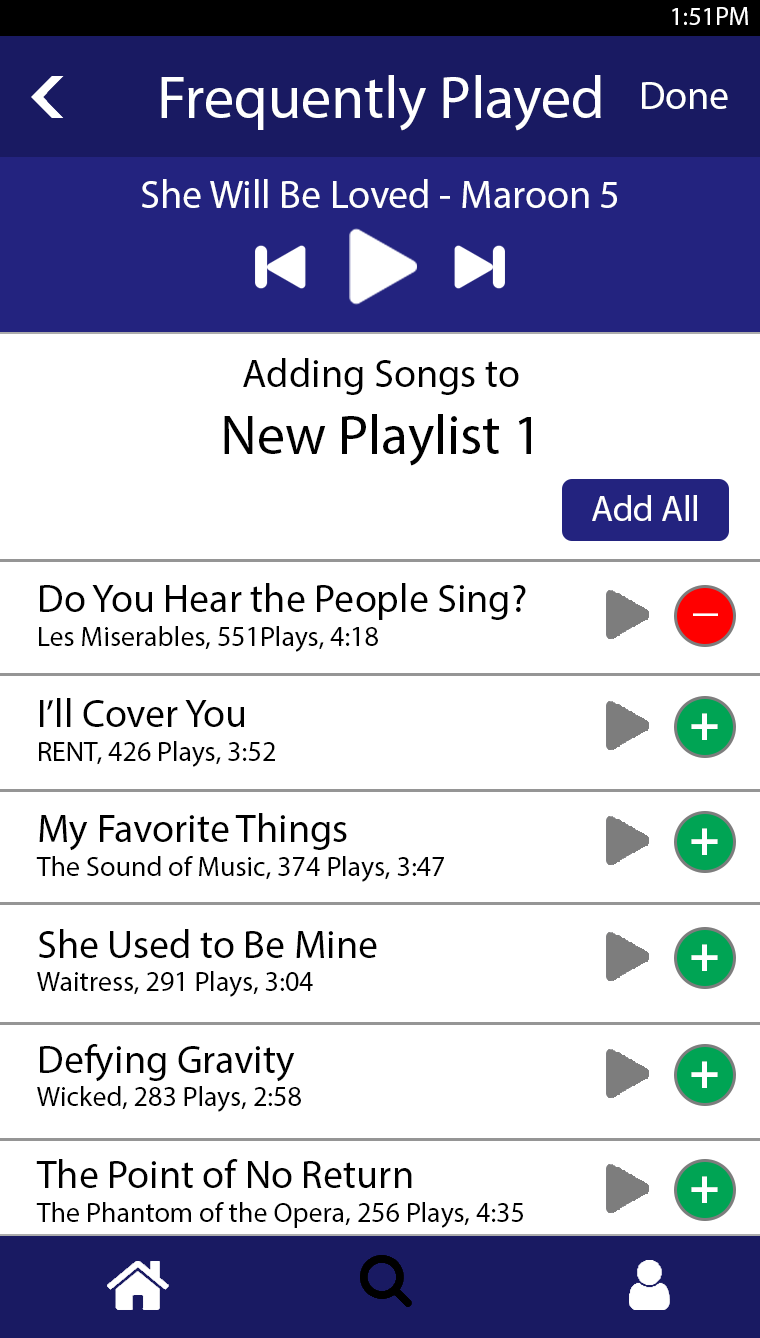 1:51PM
Frequently Played
Done
She Will Be Loved - Maroon 5
Adding Songs to
New Playlist 1
Add All
Do You Hear the People Sing?
Les Miserables, 551Plays, 4:18
I’ll Cover You
RENT, 426 Plays, 3:52
My Favorite Things
The Sound of Music, 374 Plays, 3:47
She Used to Be Mine
Waitress, 291 Plays, 3:04
Defying Gravity
Wicked, 283 Plays, 2:58
The Point of No Return
The Phantom of the Opera, 256 Plays, 4:35